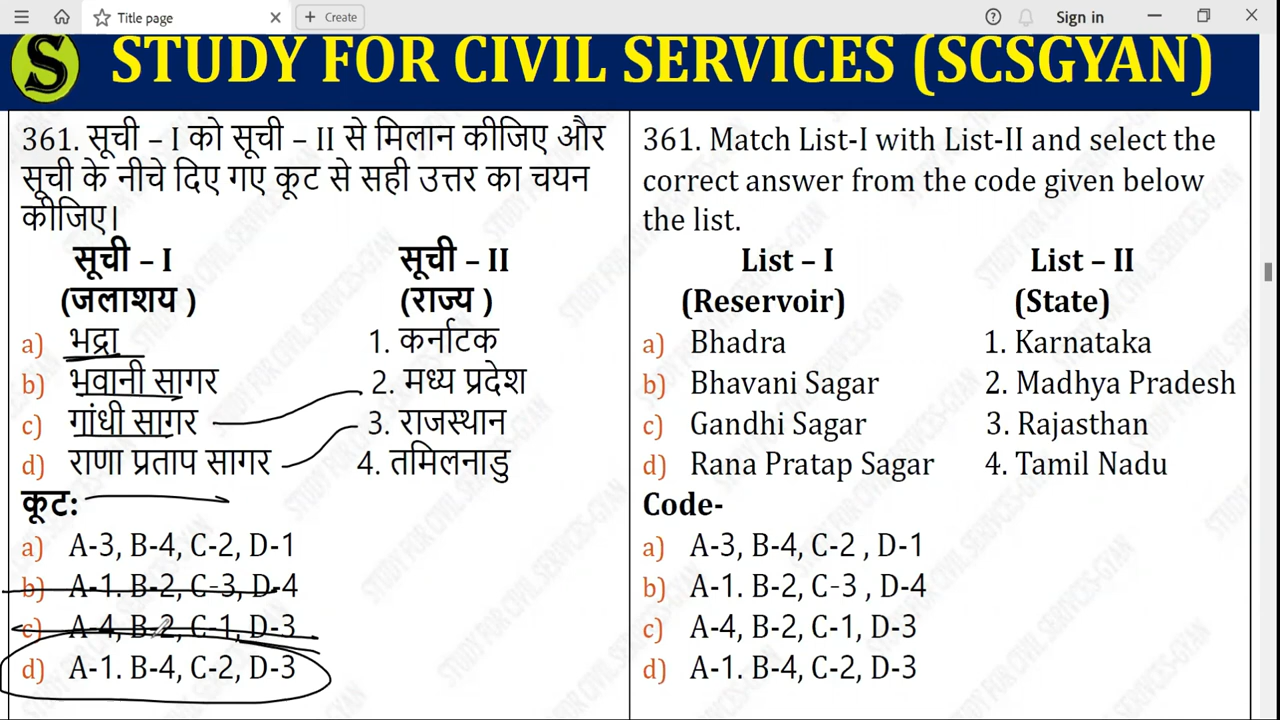 Title page
Create
Sign in
S
STUDY FOR CIVIL SERVICES (SCSGYAN)
361. सूची – I को सूची – II से मिलान कीजिए और
सूची के नीचे दिए गए कूट से सही उत्तर का चयन
कीजिए।
सूची – I सूची – II
(जलाशय ) (राज्य )
a) भद्रा 1. कर्नाटक
b) भवानी सागर 2. मध्य प्रदेश
c) गांधी सागर 3. राजस्थान
d) राणा प्रताप सागर 4. तमिलनाडु
कूट:
a) A-3, B-4, C-2, D-1
b) A-1. B-2, C-3, D-4
c) A-4, B-2, C-1, D-3
d) A-1. B-4, C-2, D-3
361. Match List-I with List-II and select the
correct answer from the code given below
the list.
List – I List – II
(Reservoir) (State)
a) Bhadra 1. Karnataka
b) Bhavani Sagar 2. Madhya Pradesh
c) Gandhi Sagar 3. Rajasthan
d) Rana Pratap Sagar 4. Tamil Nadu
Code-
a) A-3, B-4, C-2 , D-1
b) A-1. B-2, C-3 , D-4
c) A-4, B-2, C-1, D-3
d) A-1. B-4, C-2, D-3